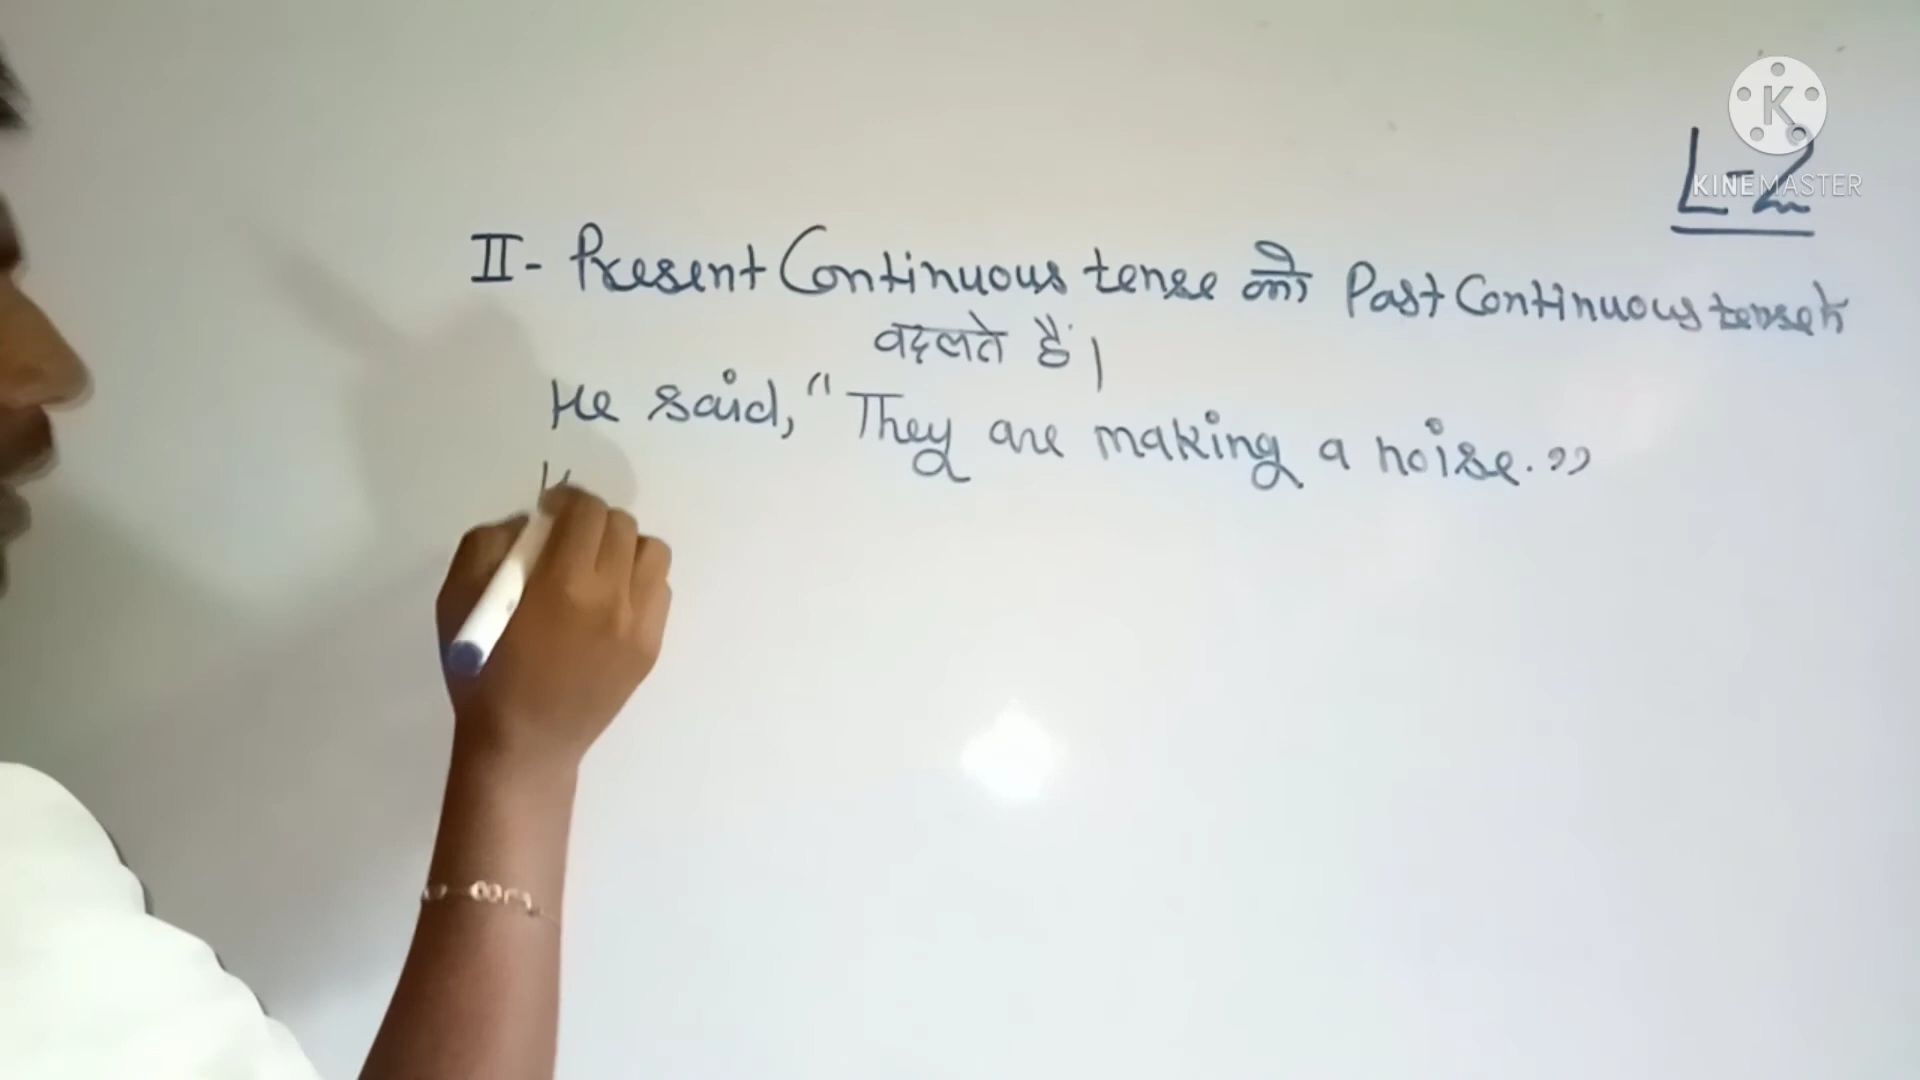 K
KINEMASTER
L-2
II- Present Continuous tense को Past Continuous tense में
बदलते हैं।
He said, "They are making a noise."
H